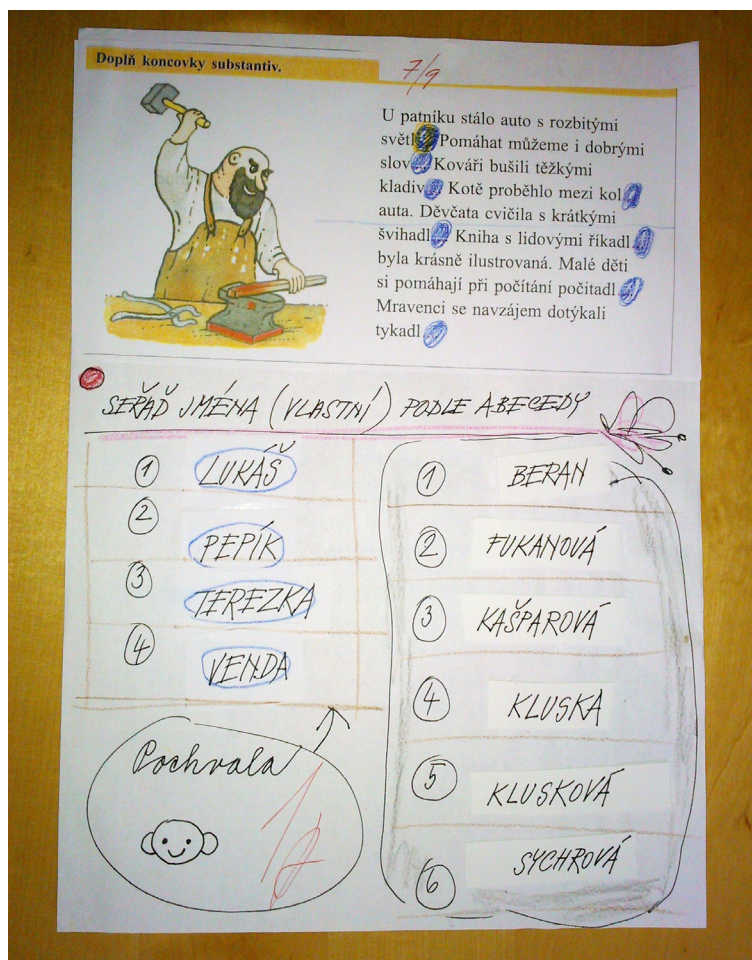 Doplň koncovky substantiv.
7/9
U patníku stálo auto s rozbitými
světl Pomáhat můžeme i dobrými
slov Kováři bušili těžkými
kladiv Kotě proběhlo mezi kol
auta. Děvčata cvičila s krátkými
švihadl Kniha s lidovými říkadl
byla krásně ilustrovaná. Malé děti
si pomáhají při počítání počitadl
Mravenci se navzájem dotýkali
tykadl
SEŘAĎ JMÉNA (VLASTNÍ) PODLE ABECEDY
1 LUKÁŠ
2 PEPÍK
3 TEREZKA
4 VENDA
Pochvala
1
1 BERAN
2 FUKANOVÁ
3 KAŠPAROVÁ
4 KLUSKA
5 KLUSKOVÁ
6 SYCHROVÁ